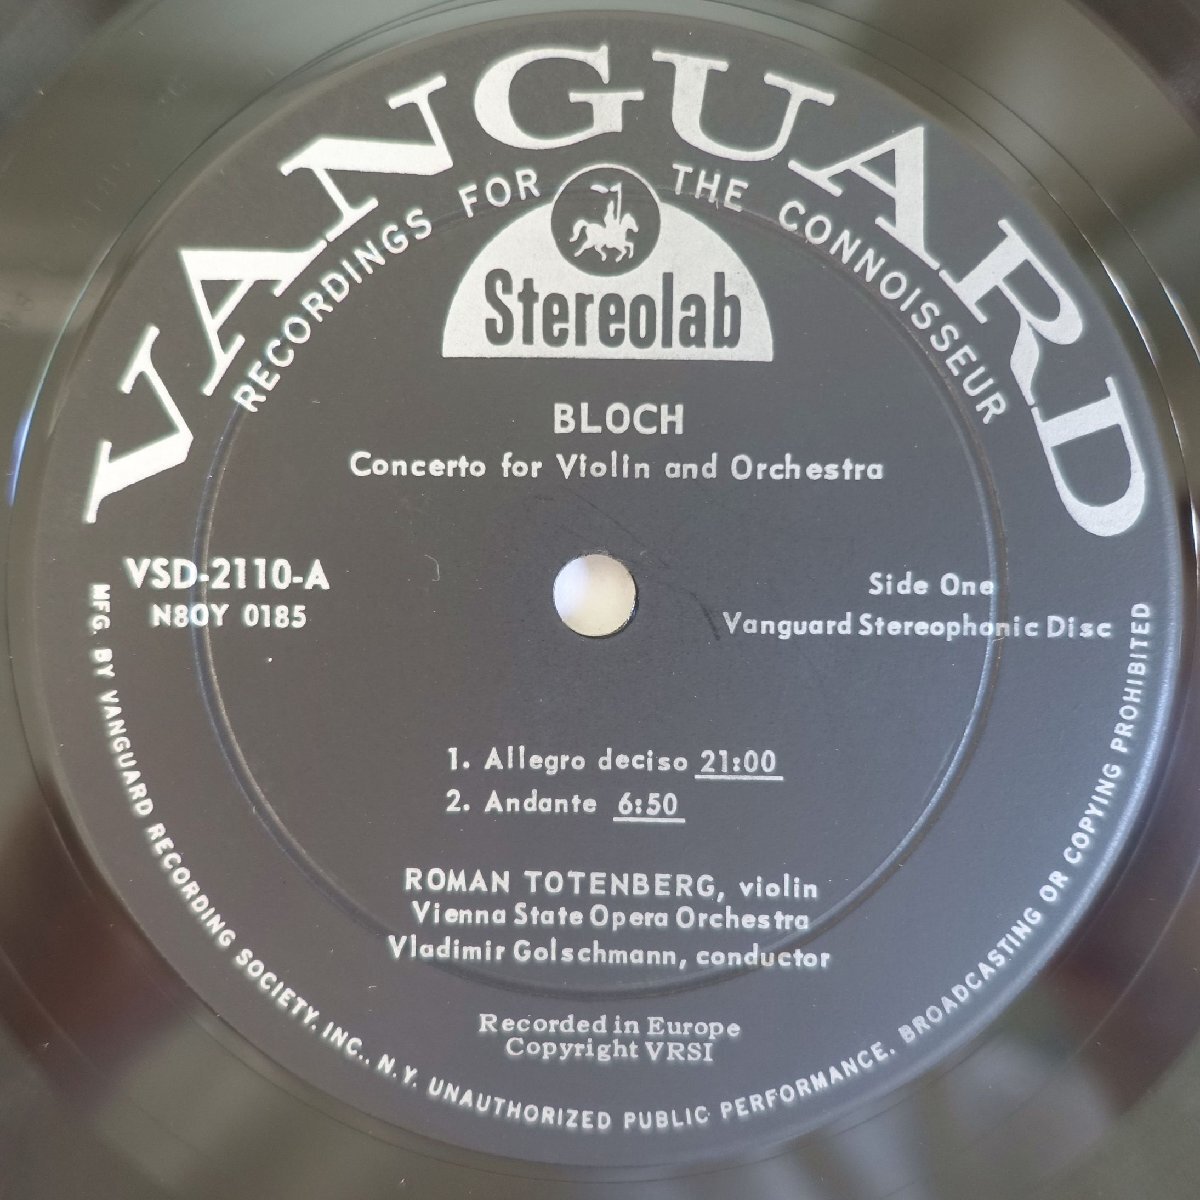 VANGUARD
RECORDINGS FOR THE CONNOISSEUR
Stereolab
BLOCH
Concerto for Violin and Orchestra
VSD-2110-A
N8OY 0185
Side One
Vanguard Stereophonic Disc
1. Allegro deciso 21:00
2. Andante 6:50
ROMAN TOTENBERG, violin
Vienna State Opera Orchestra
Vladimir Golschmann, conductor
Recorded in Europe
Copyright VRSI
MFG. BY VANGUARD RECORDING SOCIETY, INC., N.Y. UNAUTHORIZED PUBLIC PERFORMANCE, BROADCASTING OR COPYING PROHIBITED